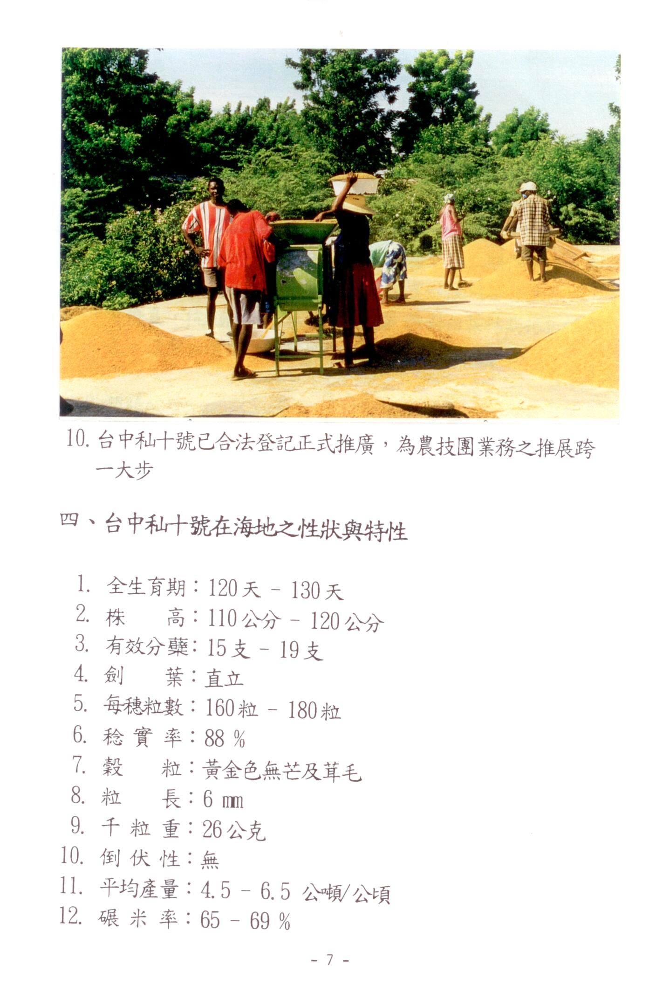 10. 台中秈十號已合法登記正式推廣，為農技團業務之推展跨
一大步
四、台中秈十號在海地之性狀與特性
1. 全生育期：120天 - 130天
2. 株　　高：110公分 - 120公分
3. 有效分蘗：15支 - 19支
4. 劍　　葉：直立
5. 每穗粒數：160粒 - 180粒
6. 稔 實 率：88 %
7. 穀　　粒：黃金色無芒及茸毛
8. 粒　　長：6 mm
9. 千 粒 重：26公克
10. 倒 伏 性：無
11. 平均產量：4.5 - 6.5 公噸/公頃
12. 碾 米 率：65 - 69 %
- 7 -